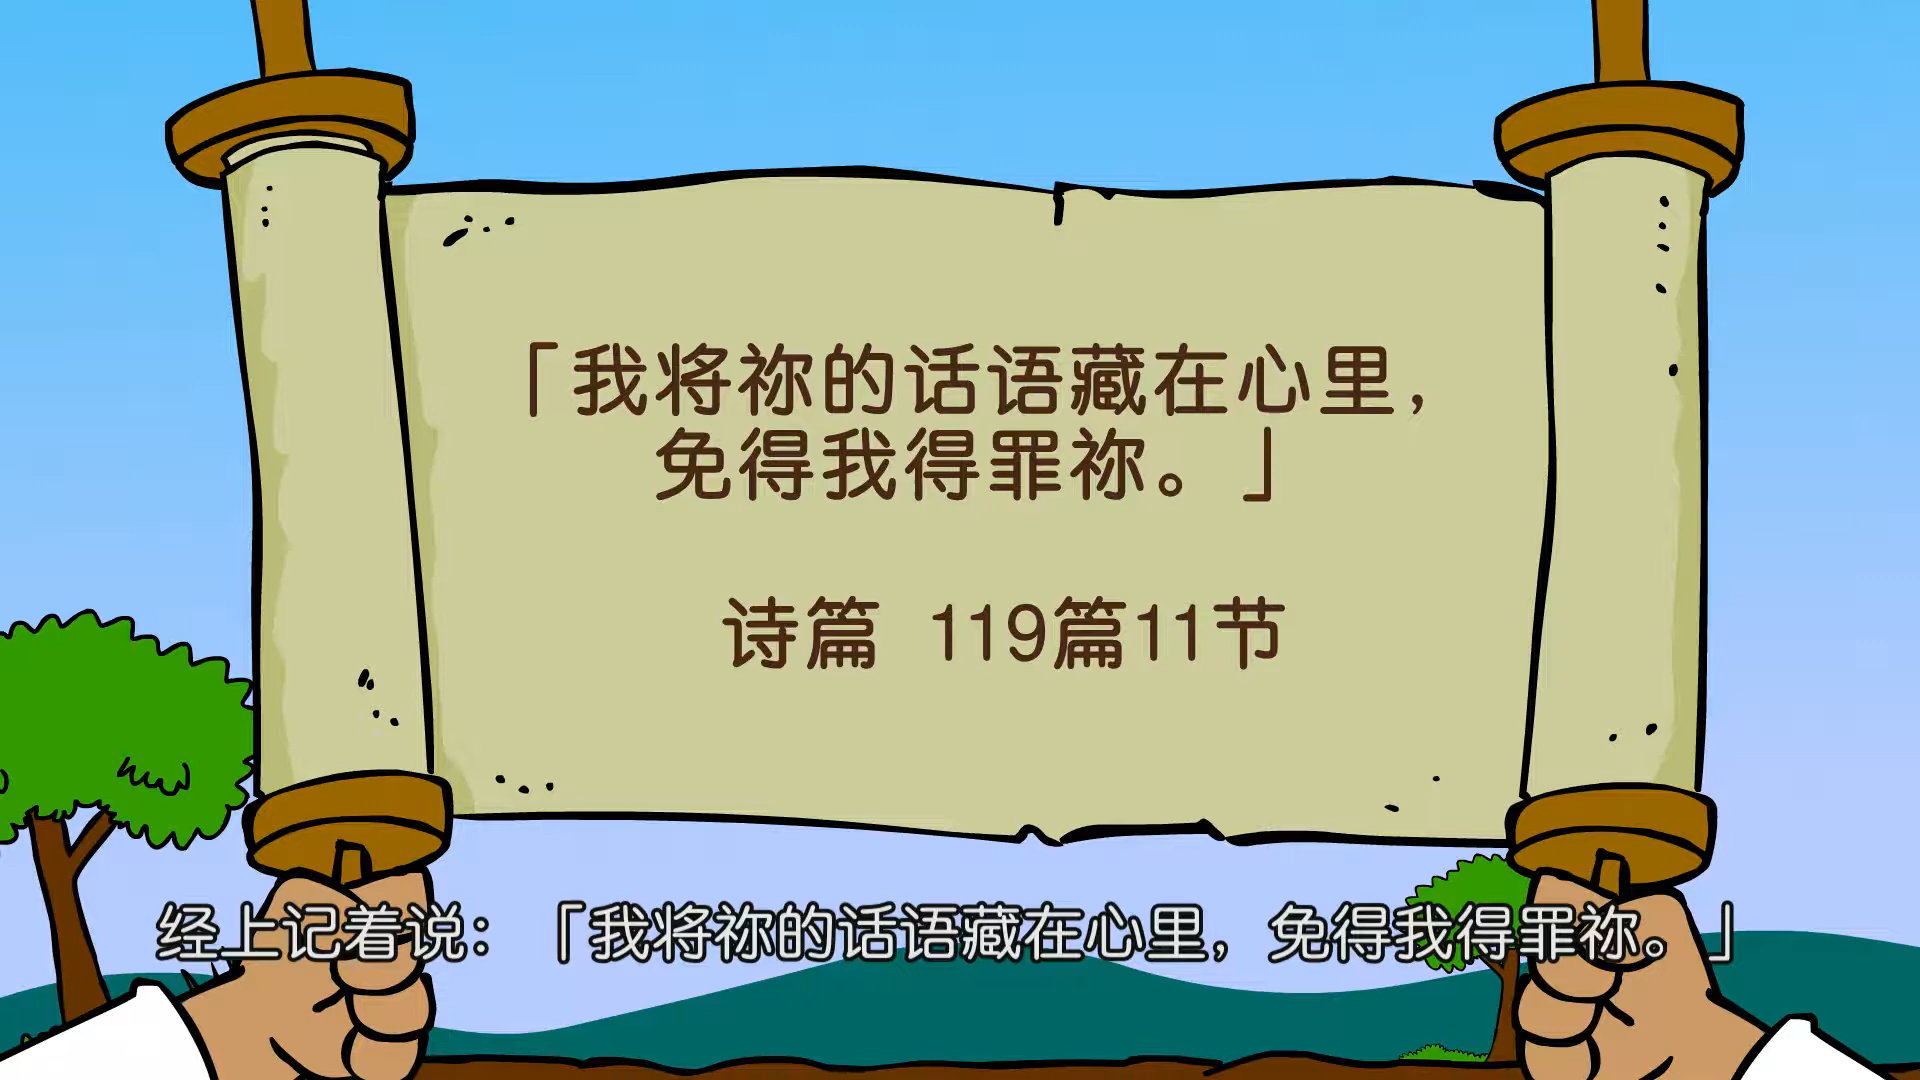 「我将祢的话语藏在心里，
免得我得罪祢。」
诗篇 119篇11节
经上记着说：「我将祢的话语藏在心里，免得我得罪祢。」